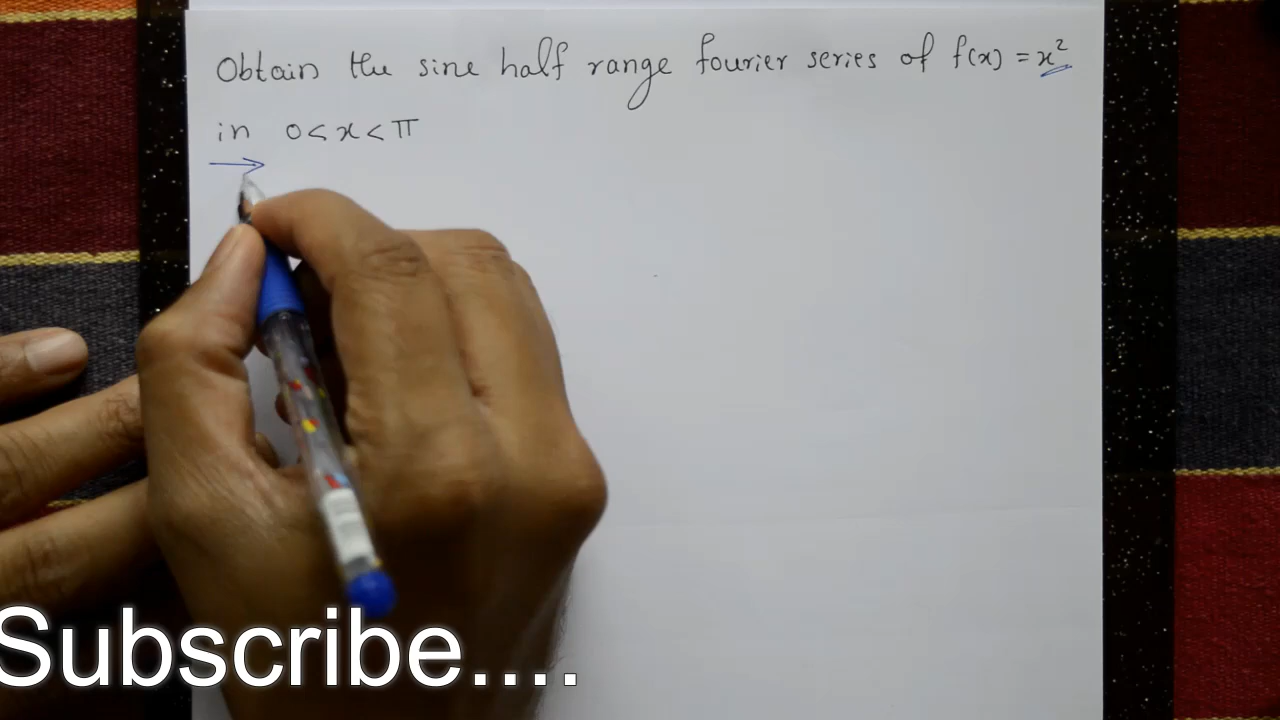 Obtain the sine half range fourier series of f(x) = x²
in 0<x<π
Subscribe....